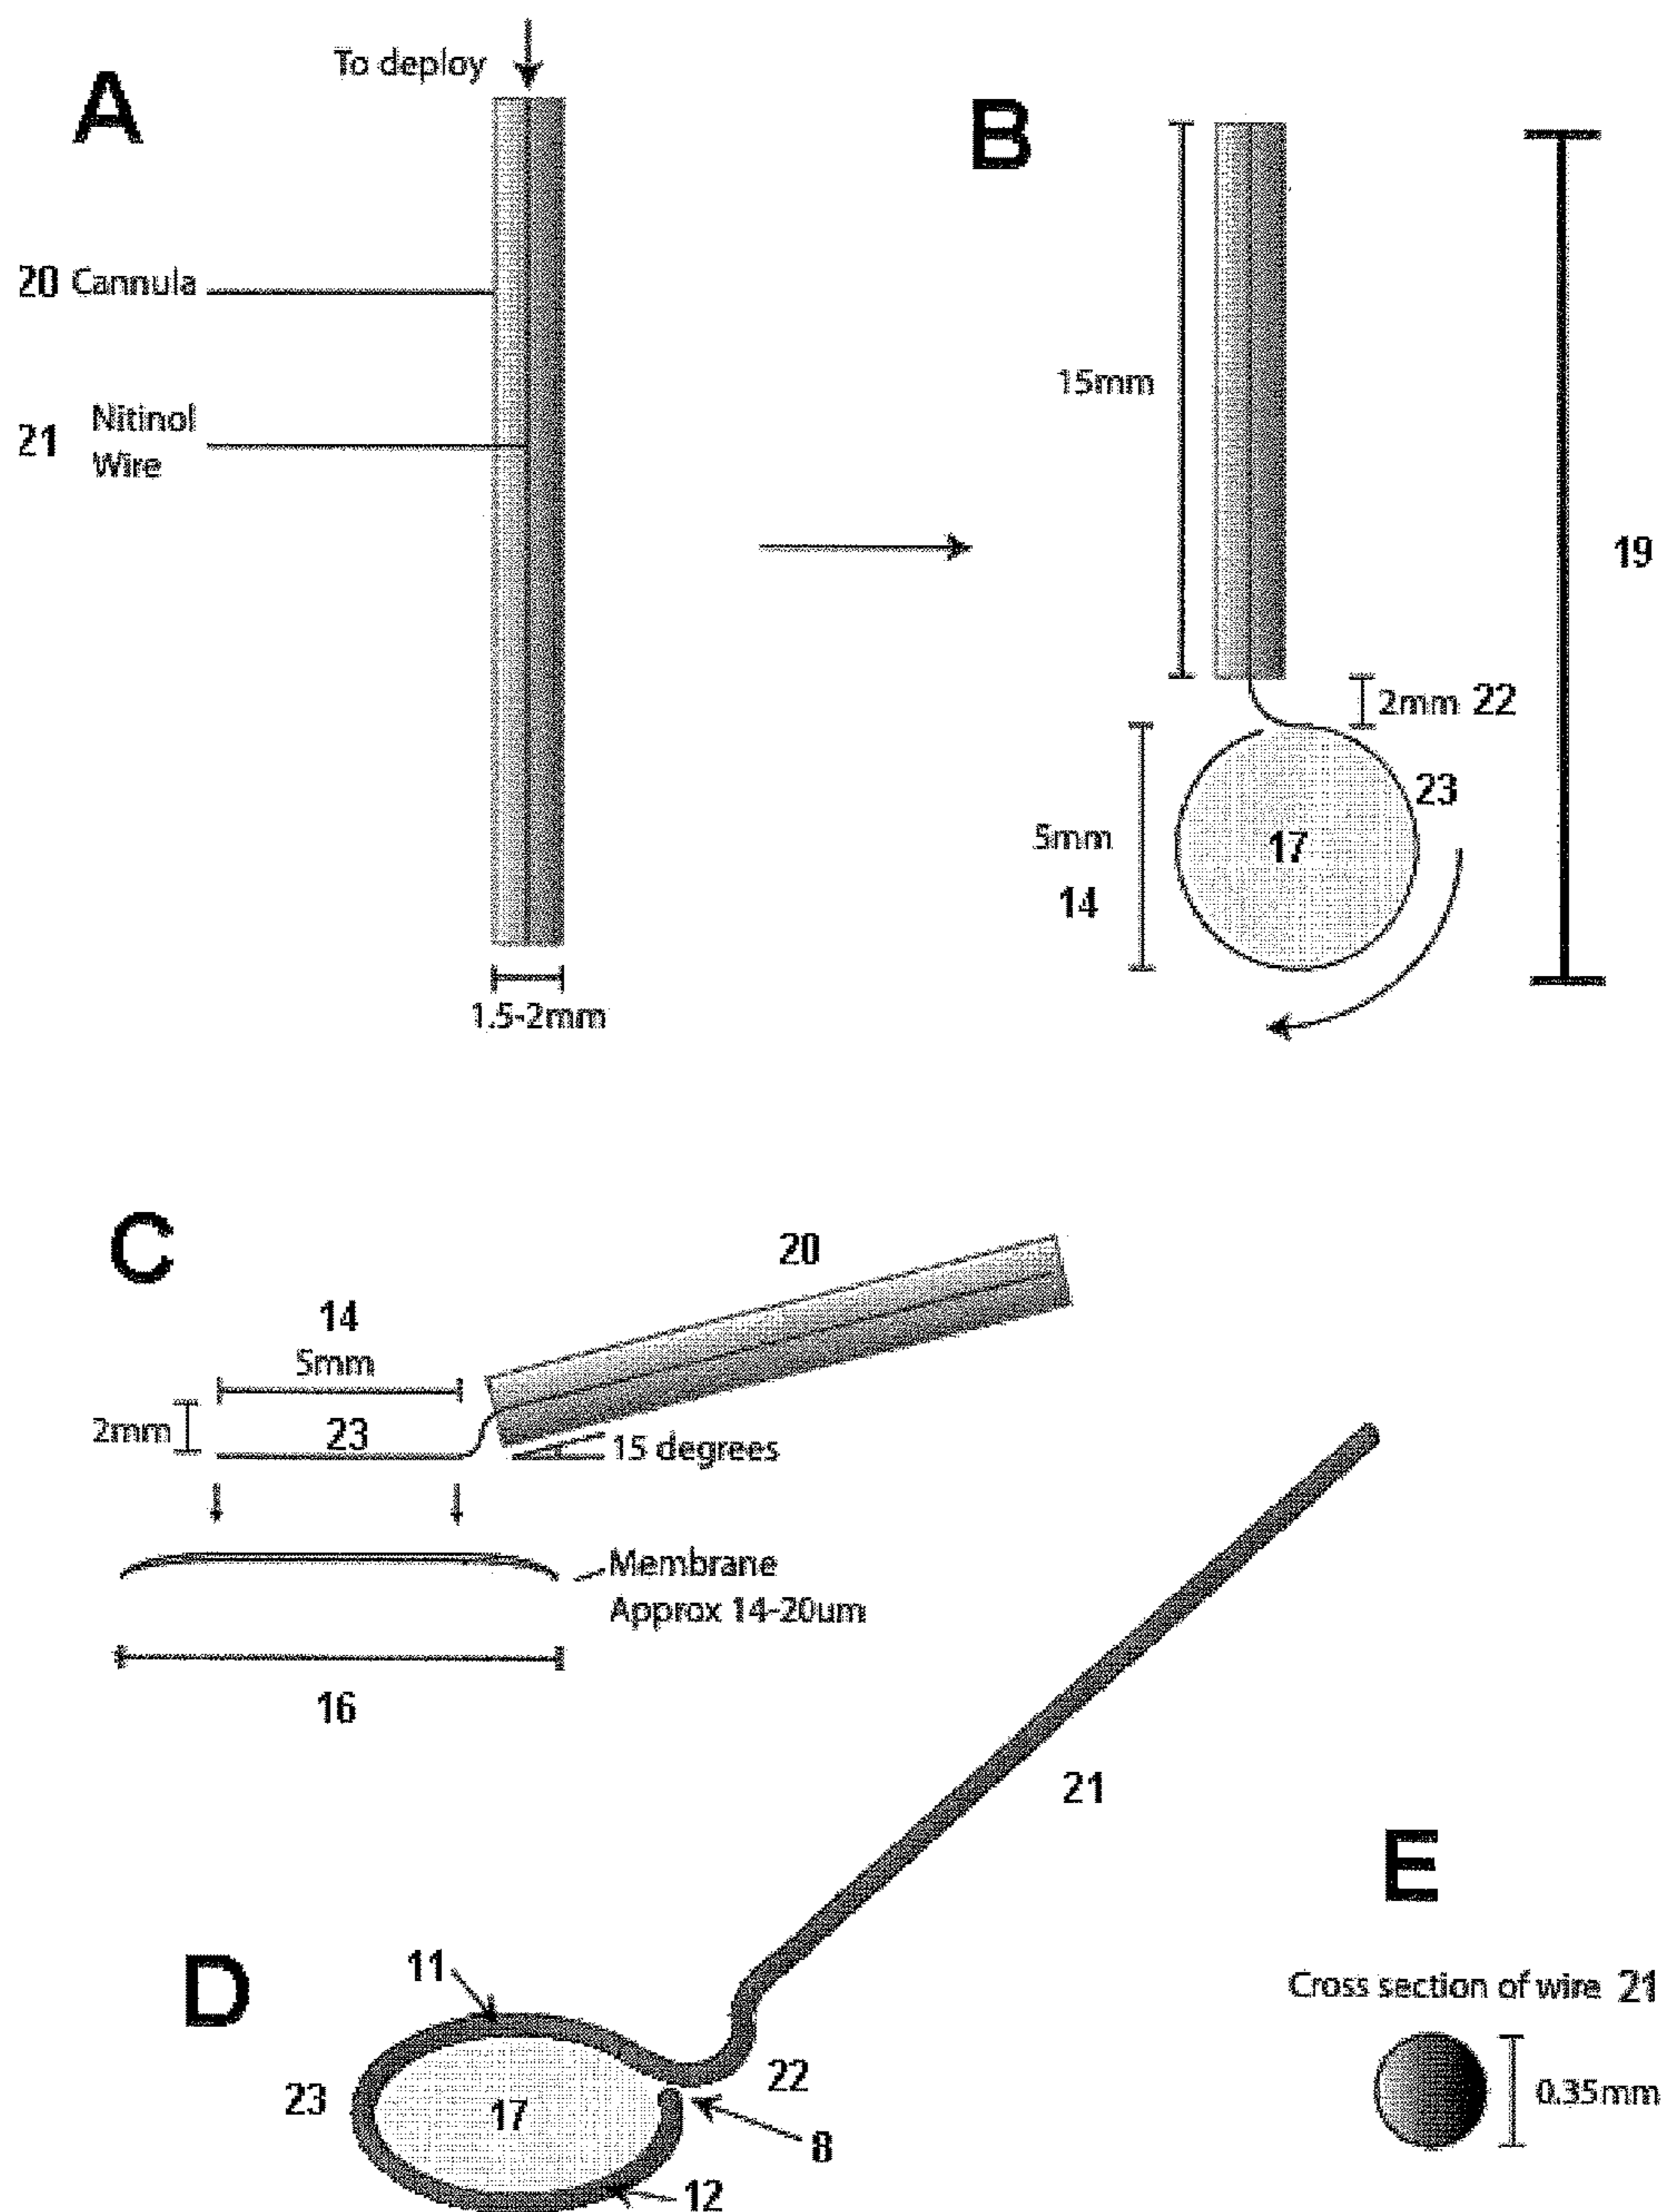 A
To deploy
20 Cannula
21 Nitinol
Wire
1.5-2mm
B
15mm
19
2mm 22
23
5mm
17
14
C
20
14
5mm
2mm
23
15 degrees
Membrane
Approx 14-20um
16
21
E
D
11
Cross section of wire 21
22
23
17
0.35mm
8
12